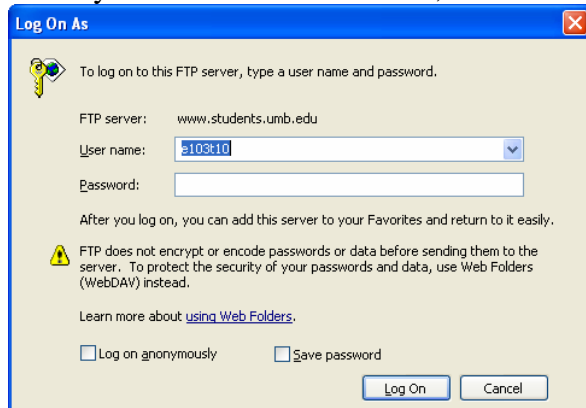 Log On As
To log on to this FTP server, type a user name and password.
FTP server: www.students.umb.edu
User name: e103t10
Password:
After you log on, you can add this server to your Favorites and return to it easily.
FTP does not encrypt or encode passwords or data before sending them to the
server. To protect the security of your passwords and data, use Web Folders
(WebDAV) instead.
Learn more about using Web Folders.
Log on anonymously Save password
Log On Cancel